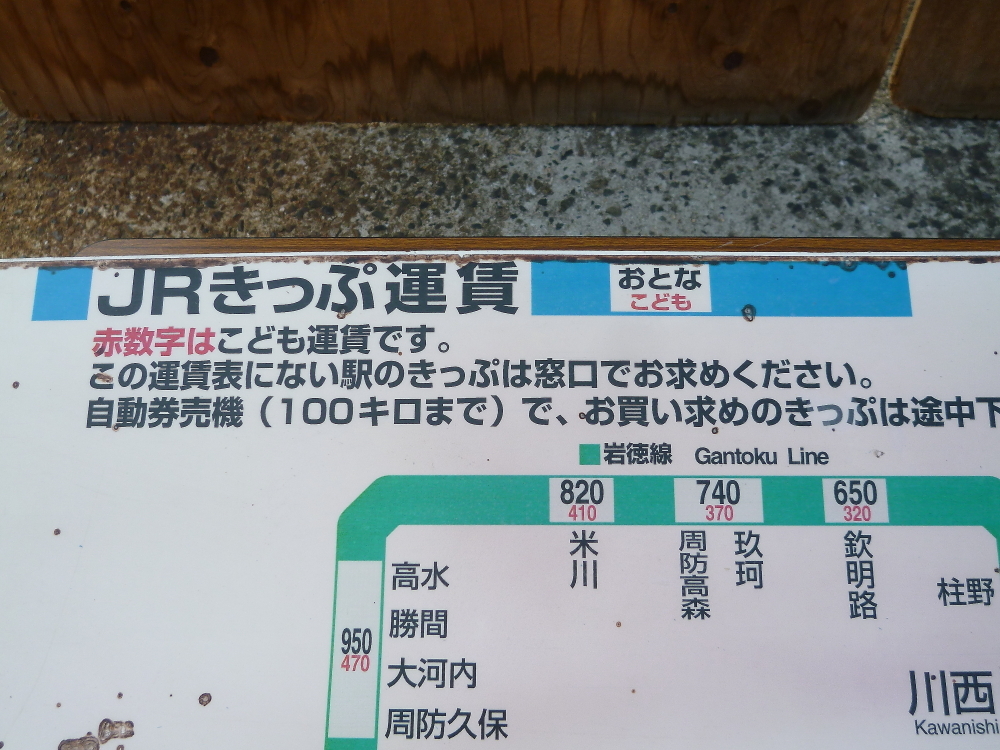 JRきっぷ運賃
おとな
こども
赤数字はこども運賃です。
この運賃表にない駅のきっぷは窓口でお求めください。
自動券売機（100キロまで）で、お買い求めのきっぷは途中下
岩徳線 Gantoku Line
820
410
740
370
650
320
米川
周防高森
玖珂
欽明路
柱野
高水
勝間
大河内
周防久保
950
470
川西
Kawanishi